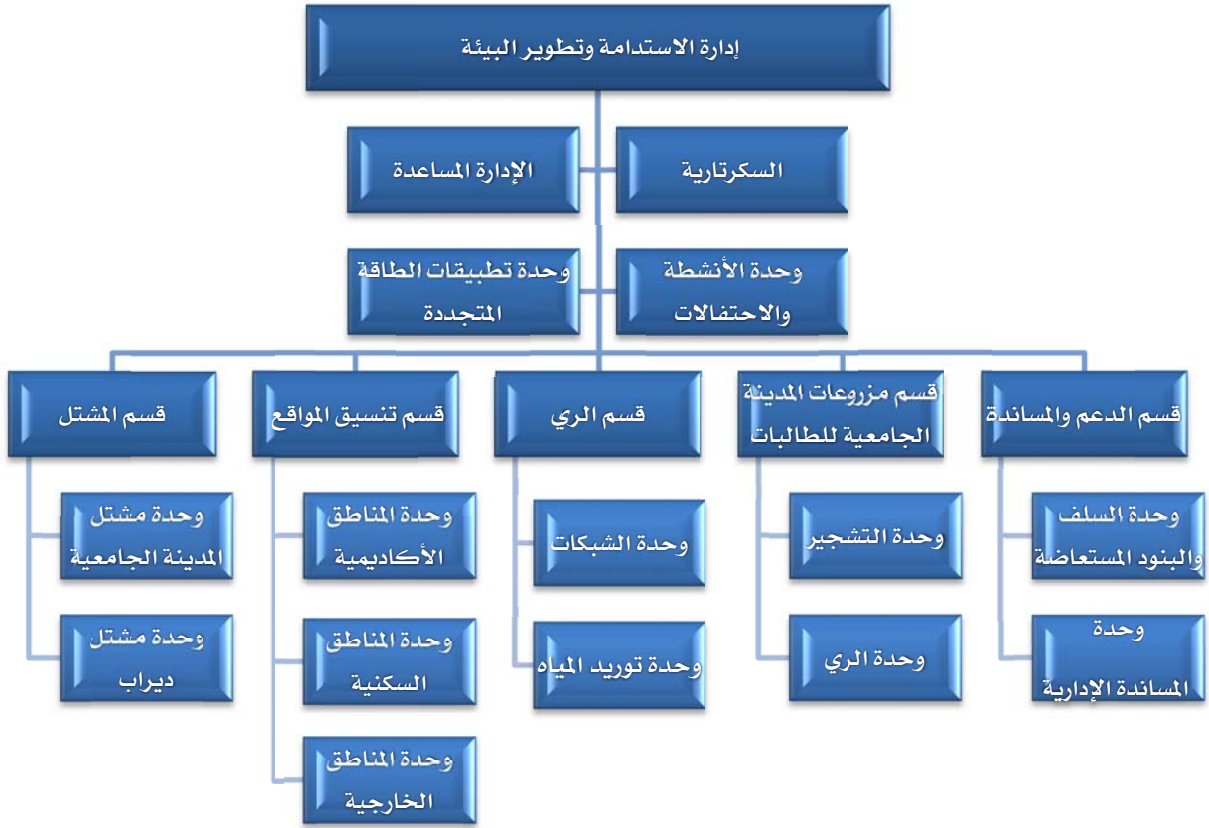 إدارة الاستدامة وتطوير البيئة
السكرتارية
الإدارة المساعدة
وحدة الأنشطة
والاحتفالات
وحدة تطبيقات الطاقة
المتجددة
قسم الدعم والمساندة
قسم مزروعات المدينة
الجامعية للطالبات
قسم الري
قسم تنسيق المواقع
قسم المشتل
وحدة السلف
والبنود المستعاضة
وحدة
المساندة الإدارية
وحدة التشجير
وحدة الري
وحدة الشبكات
وحدة توريد المياه
وحدة المناطق
الأكاديمية
وحدة المناطق
السكنية
وحدة المناطق
الخارجية
وحدة مشتل
المدينة الجامعية
وحدة مشتل
ديراب